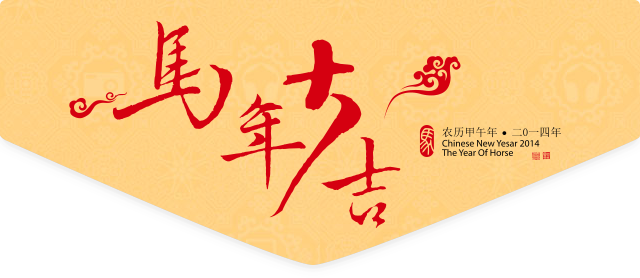 馬年大吉
馬
农历甲午年 • 二〇一四年
Chinese New Yesar 2014
The Year Of Horse